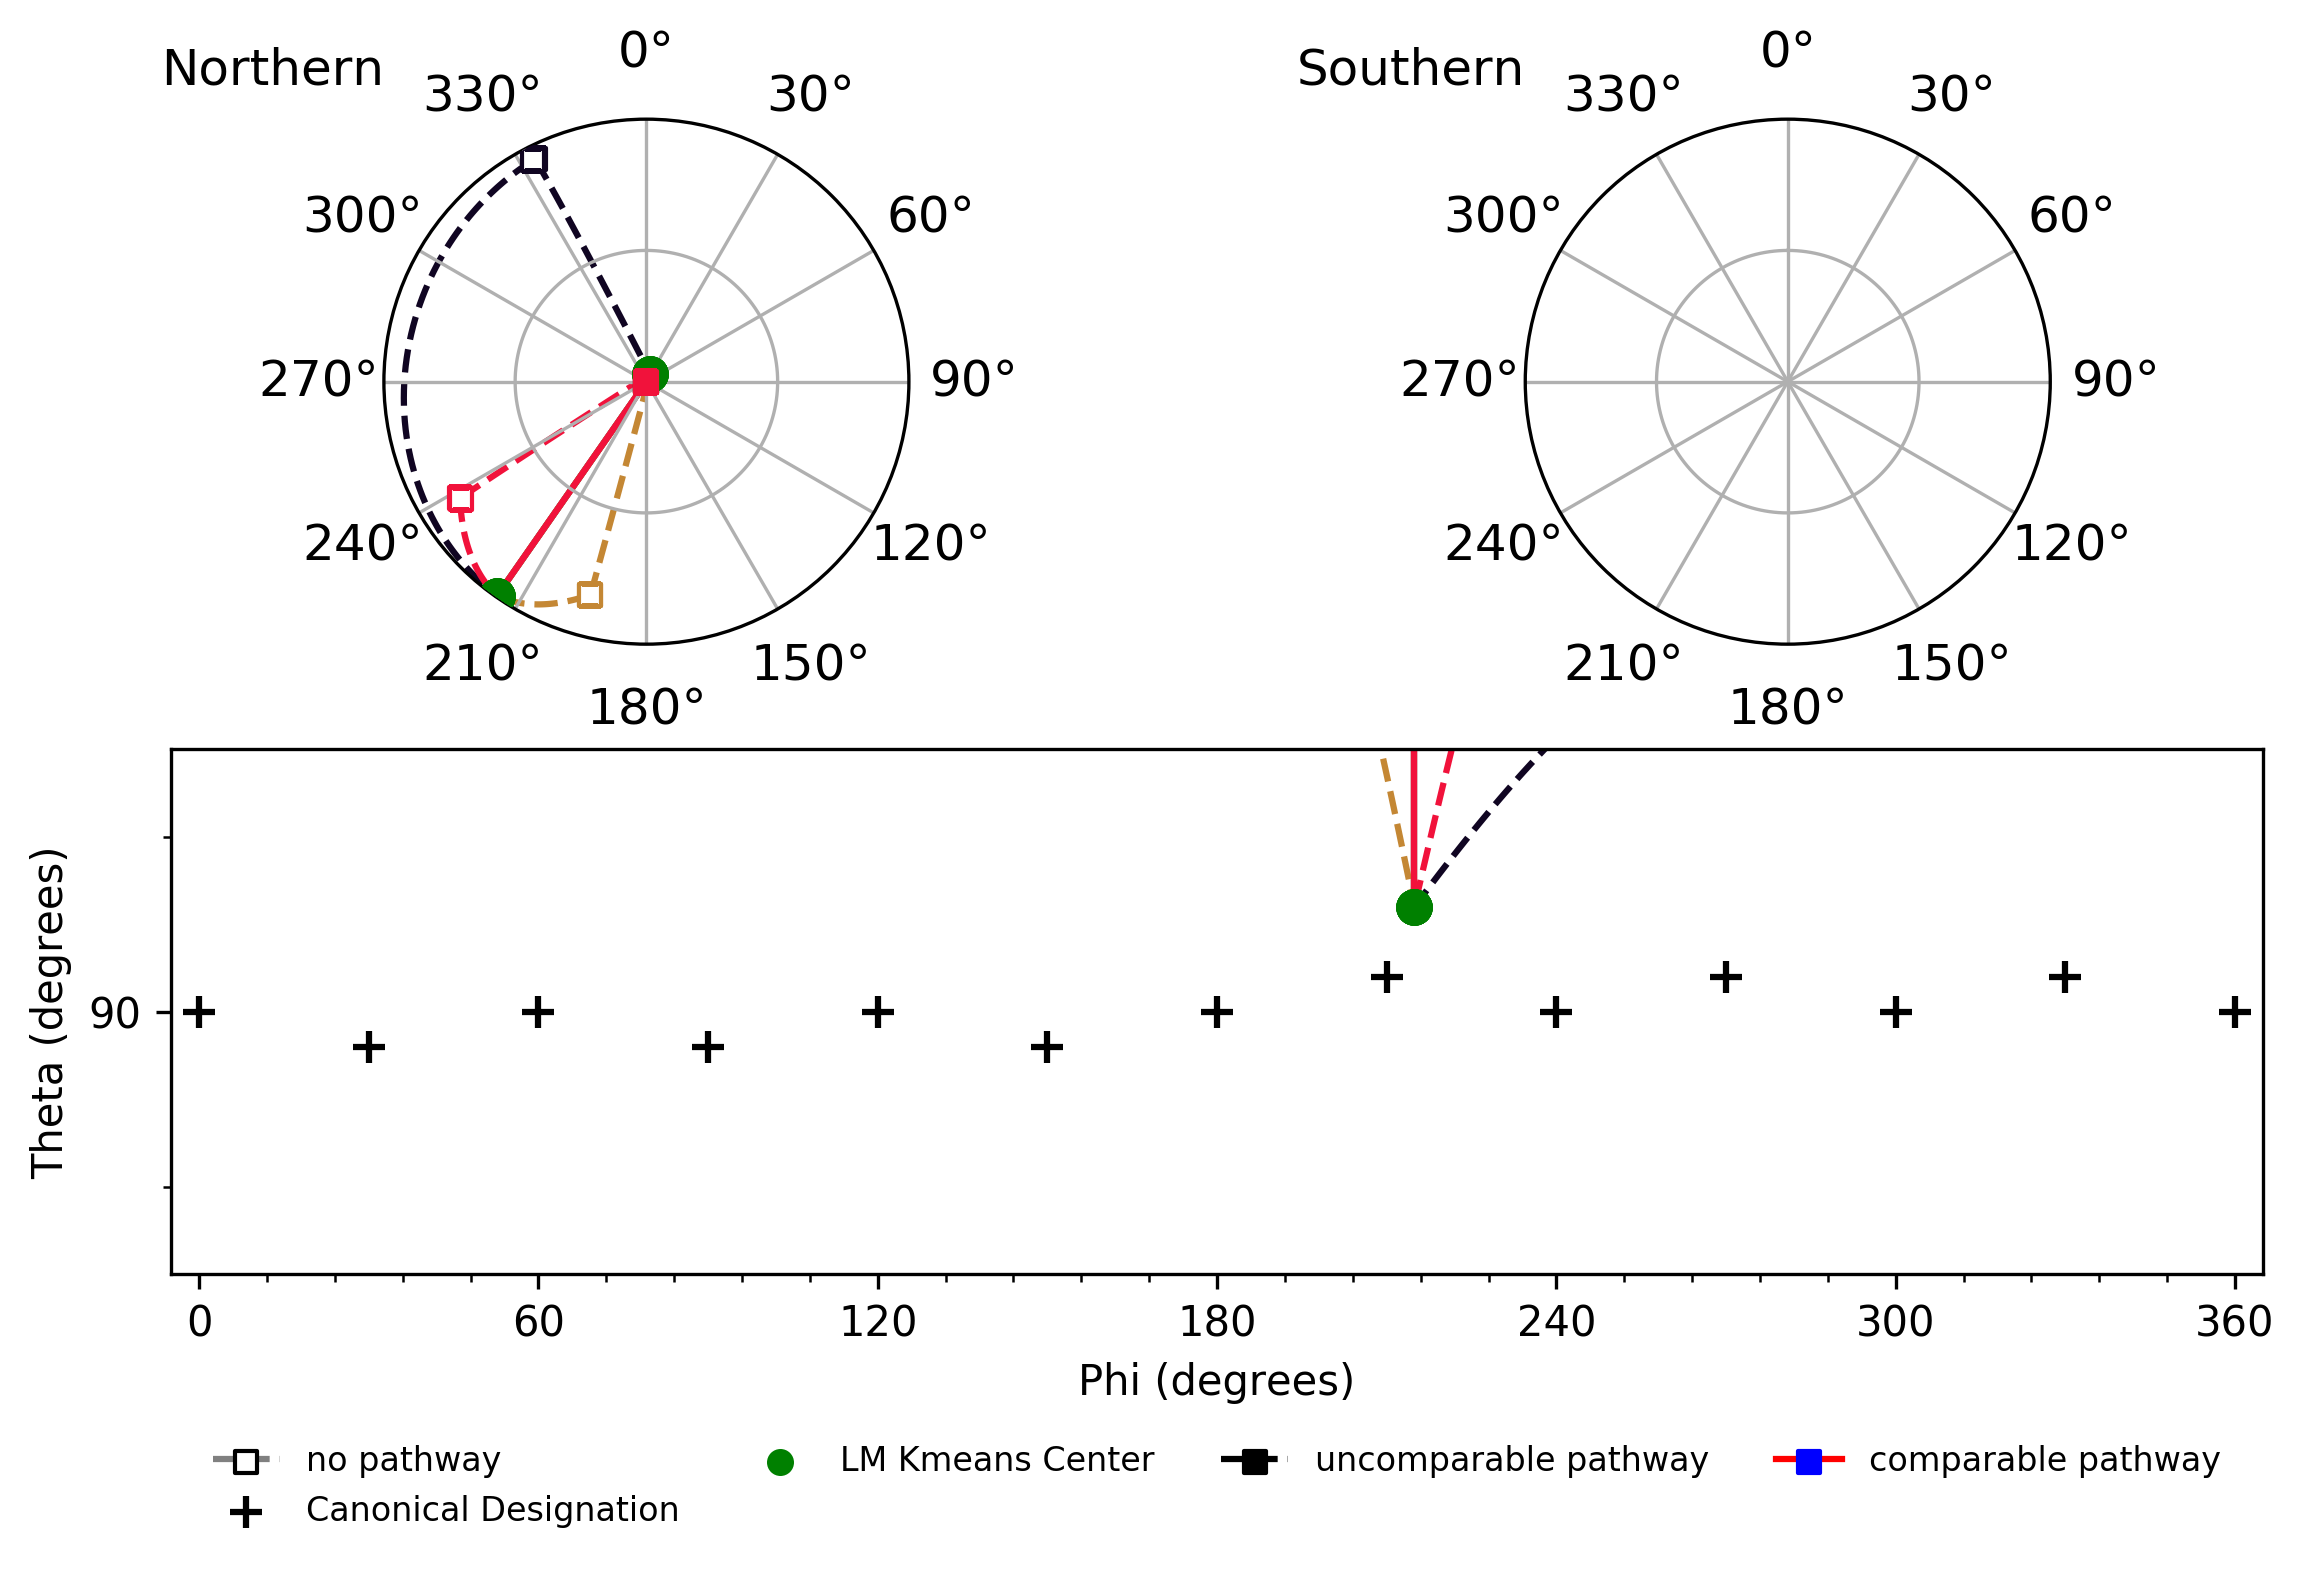 Northern
0°
30°
60°
90°
120°
150°
180°
210°
240°
270°
300°
330°
Southern
0°
30°
60°
90°
120°
150°
180°
210°
240°
270°
300°
330°
Theta (degrees)
90
0 60 120 180 240 300 360
Phi (degrees)
no pathway
Canonical Designation
LM Kmeans Center
uncomparable pathway
comparable pathway